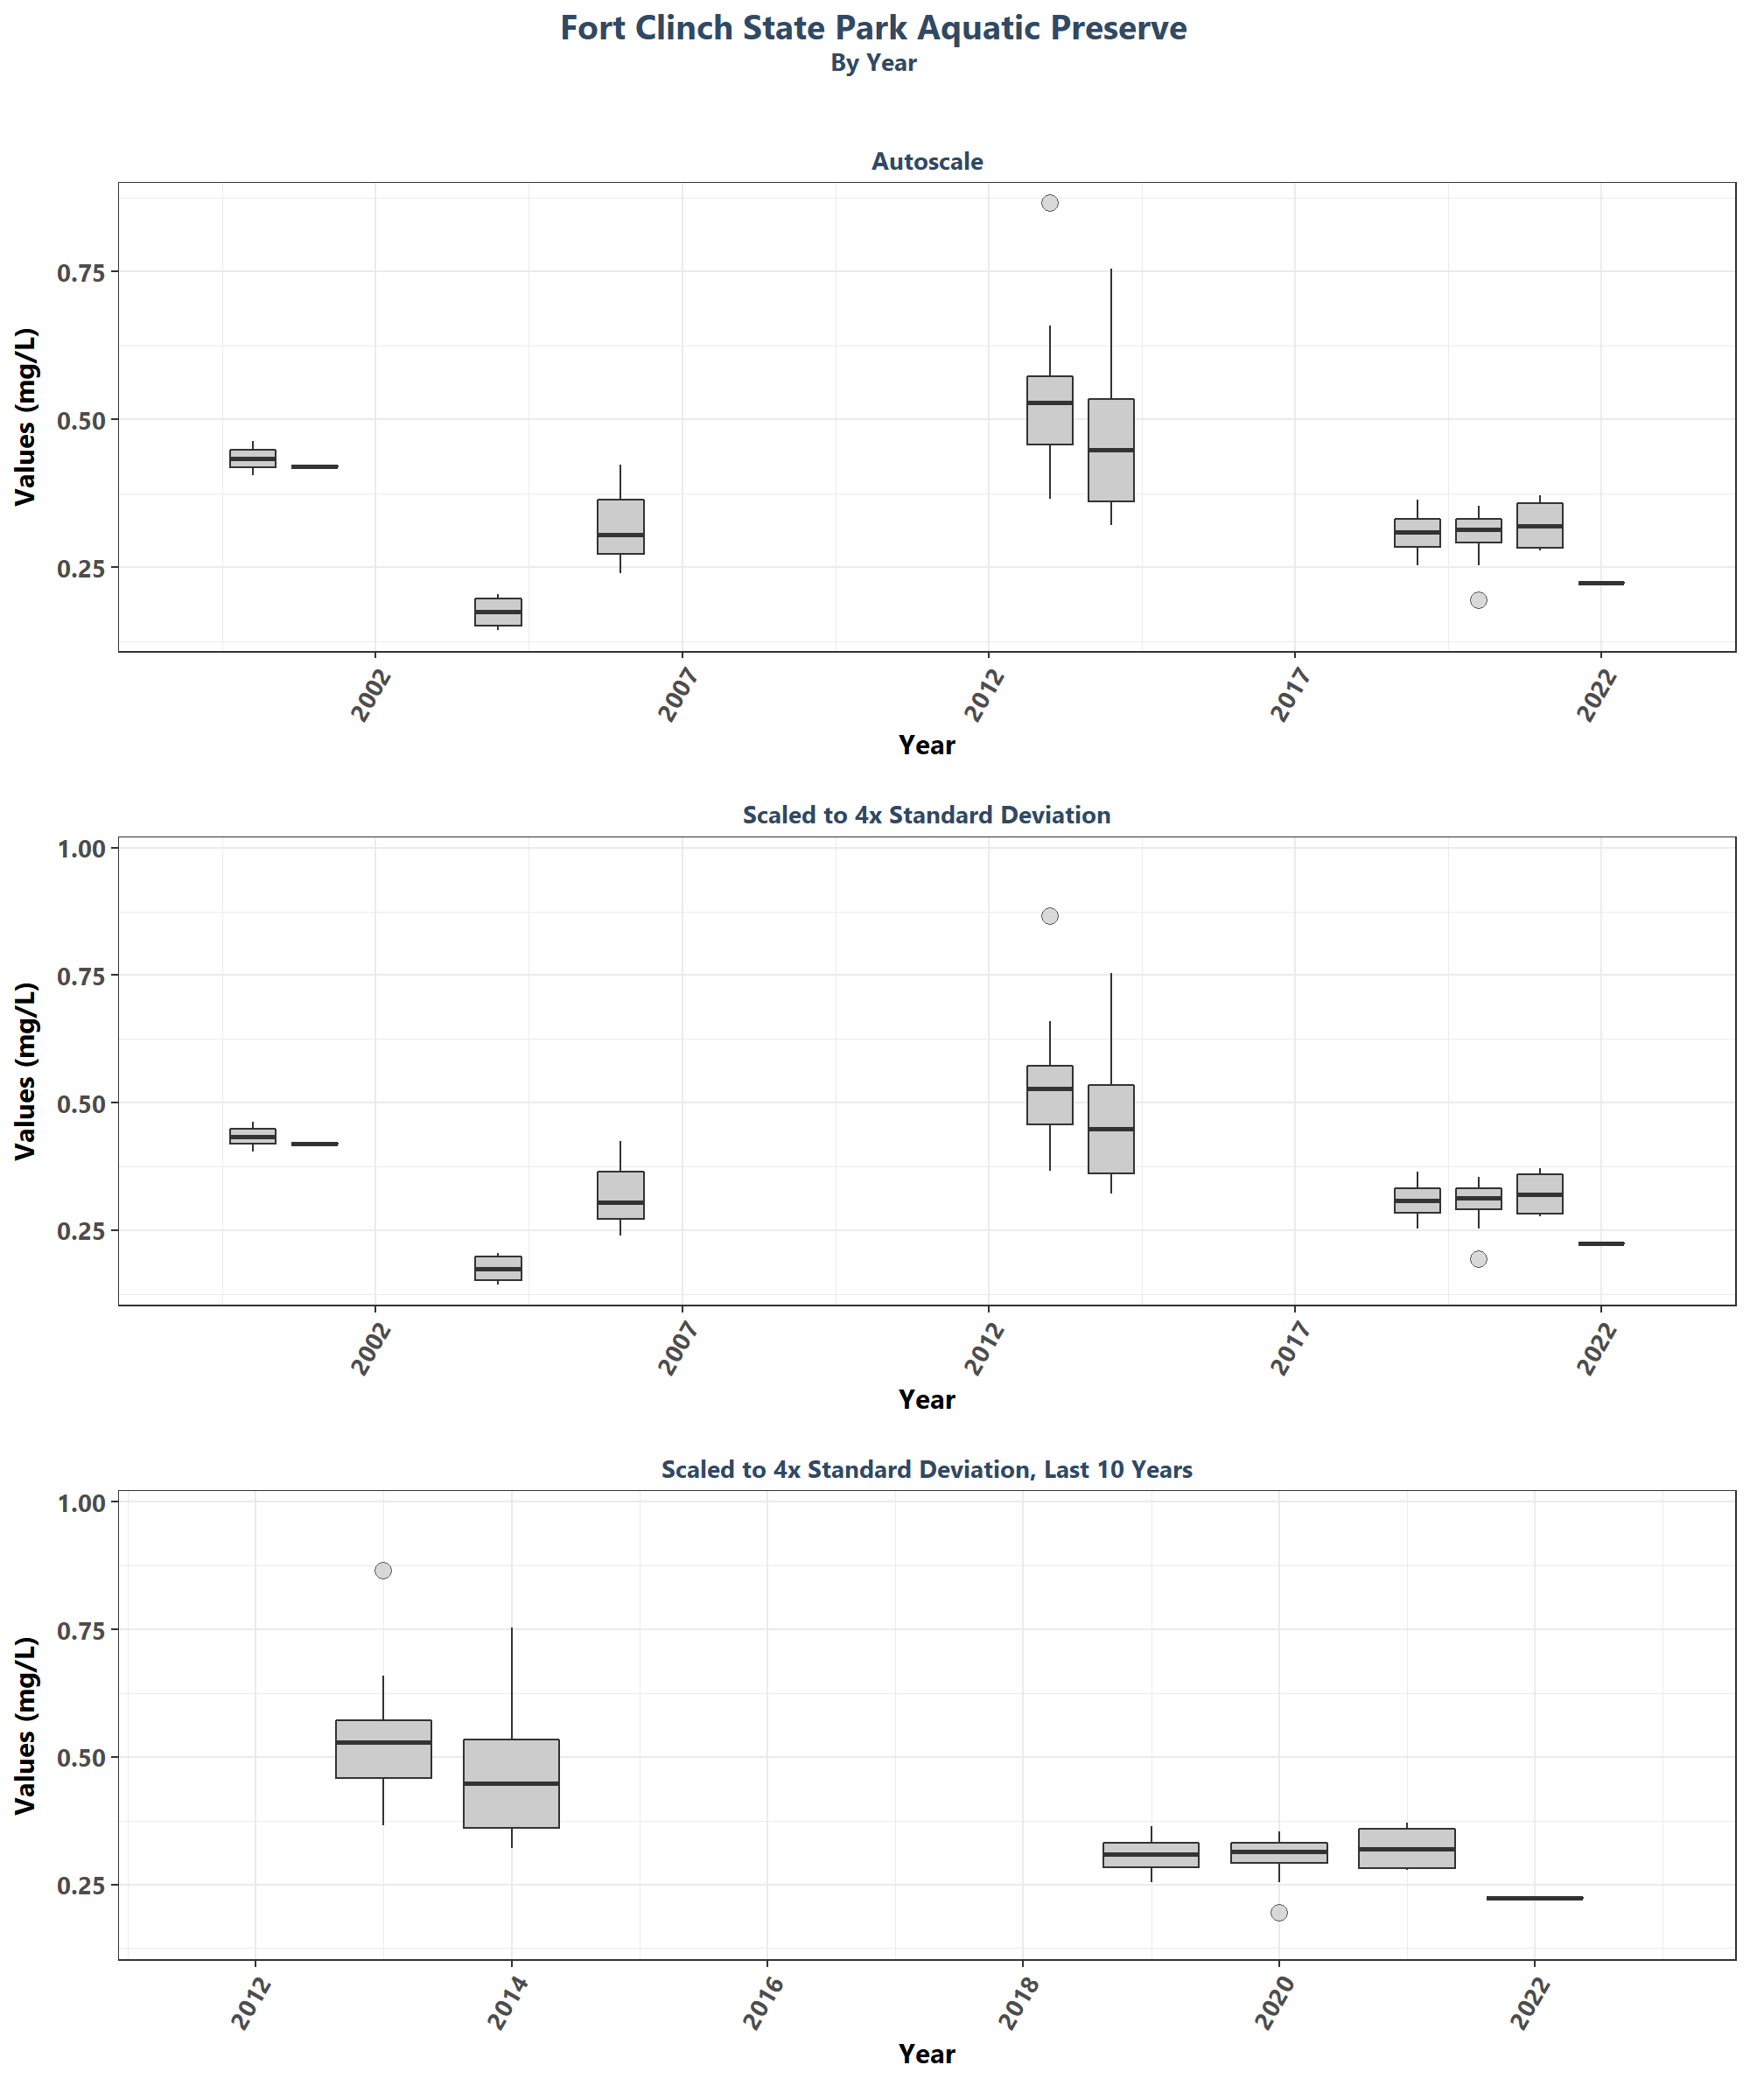 Fort Clinch State Park Aquatic Preserve
By Year
Autoscale
Values (mg/L)
0.75
0.50
0.25
2002
2007
2012
2017
2022
Year
Scaled to 4x Standard Deviation
Values (mg/L)
1.00
0.75
0.50
0.25
2002
2007
2012
2017
2022
Year
Scaled to 4x Standard Deviation, Last 10 Years
Values (mg/L)
1.00
0.75
0.50
0.25
2012
2014
2016
2018
2020
2022
Year